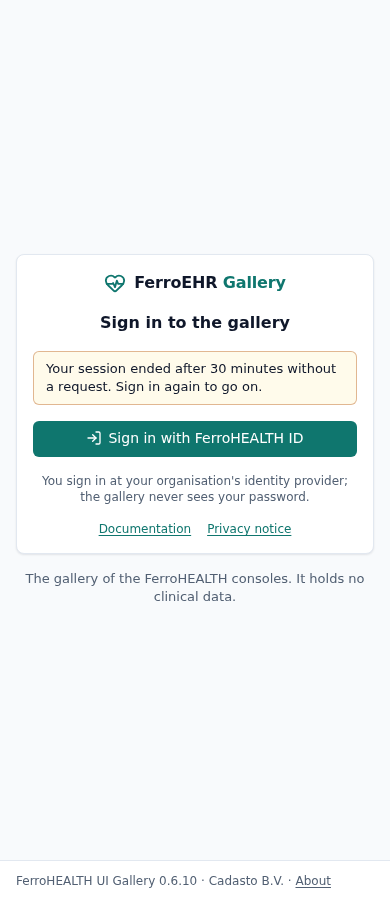 FerroEHR Gallery
Sign in to the gallery
Your session ended after 30 minutes without
a request. Sign in again to go on.
Sign in with FerroHEALTH ID
You sign in at your organisation's identity provider;
the gallery never sees your password.
Documentation Privacy notice
The gallery of the FerroHEALTH consoles. It holds no
clinical data.
FerroHEALTH UI Gallery 0.6.10 · Cadasto B.V. · About